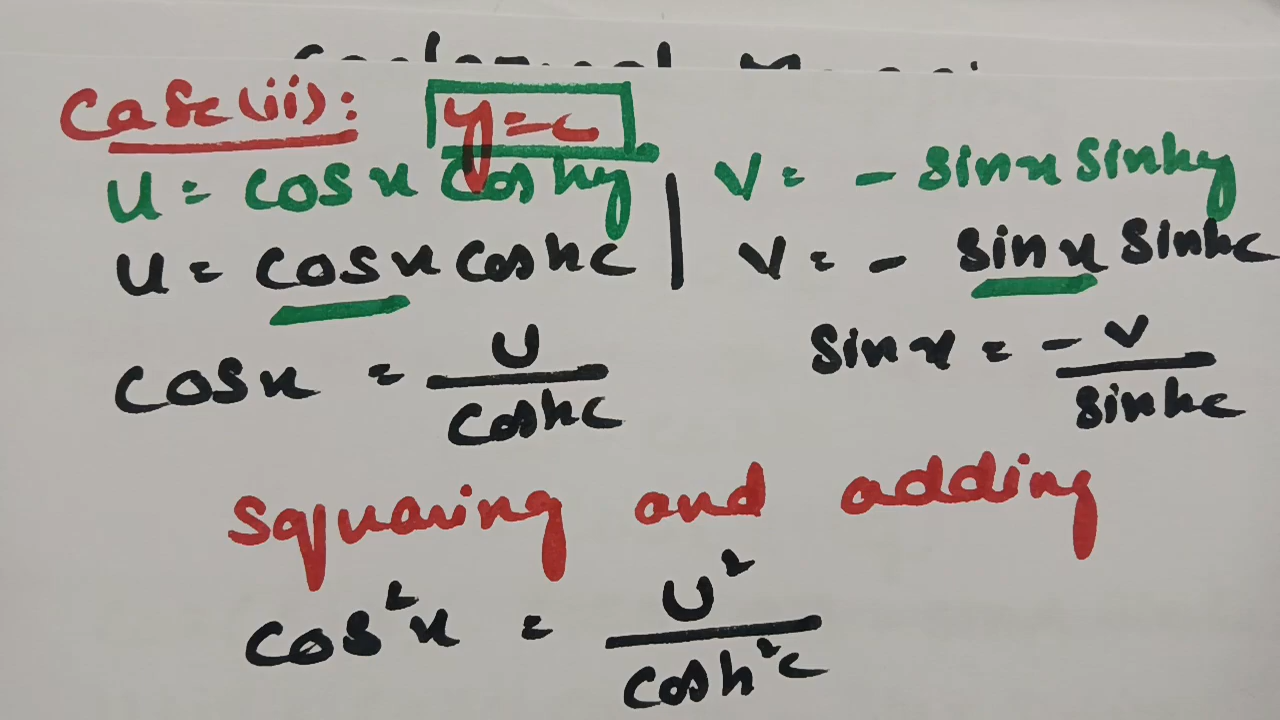 Case(ii): y=c
u = cosx coshy | v = - sinx sinhy
u = cosx coshc | v = - sinx sinhc
cosx = u/coshc sinx = -v/sinhc
squaring and adding
cos²x = u²/cosh²c